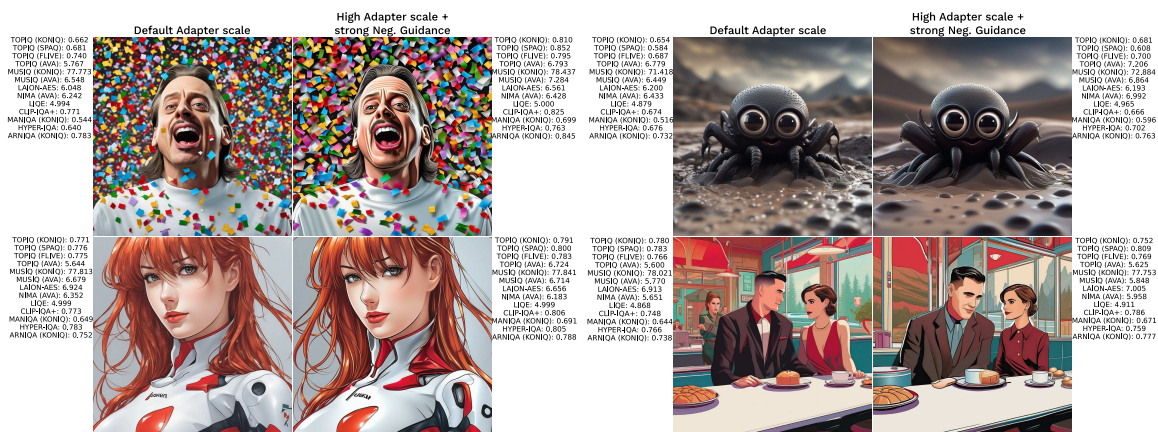 Default Adapter scale
High Adapter scale +
strong Neg. Guidance
Default Adapter scale
High Adapter scale +
strong Neg. Guidance
TOPIQ (KONIQ): 0.662
TOPIQ (SPAQ): 0.681
TOPIQ (FLIVE): 0.740
TOPIQ (AVA): 5.767
MUSIQ (KONIQ): 77.773
MUSIQ (AVA): 6.548
LAION-AES: 6.048
NIMA (AVA): 6.242
LIQE: 4.994
CLIP-IQA+: 0.771
MANIQA (KONIQ): 0.544
HYPER-IQA: 0.640
ARNIQA (KONIQ): 0.783
TOPIQ (KONIQ): 0.810
TOPIQ (SPAQ): 0.852
TOPIQ (FLIVE): 0.795
TOPIQ (AVA): 6.793
MUSIQ (KONIQ): 78.437
MUSIQ (AVA): 7.284
LAION-AES: 6.561
NIMA (AVA): 6.428
LIQE: 5.000
CLIP-IQA+: 0.825
MANIQA (KONIQ): 0.699
HYPER-IQA: 0.763
ARNIQA (KONIQ): 0.845
TOPIQ (KONIQ): 0.654
TOPIQ (SPAQ): 0.584
TOPIQ (FLIVE): 0.687
TOPIQ (AVA): 6.779
MUSIQ (KONIQ): 71.418
MUSIQ (AVA): 6.449
LAION-AES: 6.200
NIMA (AVA): 6.433
LIQE: 4.879
CLIP-IQA+: 0.674
MANIQA (KONIQ): 0.516
HYPER-IQA: 0.676
ARNIQA (KONIQ): 0.732
TOPIQ (KONIQ): 0.681
TOPIQ (SPAQ): 0.608
TOPIQ (FLIVE): 0.700
TOPIQ (AVA): 7.206
MUSIQ (KONIQ): 72.884
MUSIQ (AVA): 6.864
LAION-AES: 6.193
NIMA (AVA): 6.992
LIQE: 4.965
CLIP-IQA+: 0.666
MANIQA (KONIQ): 0.596
HYPER-IQA: 0.702
ARNIQA (KONIQ): 0.763
TOPIQ (KONIQ): 0.771
TOPIQ (SPAQ): 0.776
TOPIQ (FLIVE): 0.775
TOPIQ (AVA): 5.644
MUSIQ (KONIQ): 77.813
MUSIQ (AVA): 6.679
LAION-AES: 6.924
NIMA (AVA): 6.352
LIQE: 4.999
CLIP-IQA+: 0.773
MANIQA (KONIQ): 0.649
HYPER-IQA: 0.783
ARNIQA (KONIQ): 0.752
TOPIQ (KONIQ): 0.791
TOPIQ (SPAQ): 0.800
TOPIQ (FLIVE): 0.783
TOPIQ (AVA): 6.724
MUSIQ (KONIQ): 77.841
MUSIQ (AVA): 6.714
LAION-AES: 6.656
NIMA (AVA): 6.183
LIQE: 4.999
CLIP-IQA+: 0.806
MANIQA (KONIQ): 0.691
HYPER-IQA: 0.805
ARNIQA (KONIQ): 0.788
TOPIQ (KONIQ): 0.780
TOPIQ (SPAQ): 0.783
TOPIQ (FLIVE): 0.766
TOPIQ (AVA): 5.600
MUSIQ (KONIQ): 78.021
MUSIQ (AVA): 5.770
LAION-AES: 6.913
NIMA (AVA): 5.651
LIQE: 4.868
CLIP-IQA+: 0.748
MANIQA (KONIQ): 0.644
HYPER-IQA: 0.766
ARNIQA (KONIQ): 0.738
TOPIQ (KONIQ): 0.752
TOPIQ (SPAQ): 0.809
TOPIQ (FLIVE): 0.769
TOPIQ (AVA): 5.625
MUSIQ (KONIQ): 77.753
MUSIQ (AVA): 5.848
LAION-AES: 7.005
NIMA (AVA): 5.958
LIQE: 4.911
CLIP-IQA+: 0.786
MANIQA (KONIQ): 0.671
HYPER-IQA: 0.759
ARNIQA (KONIQ): 0.777